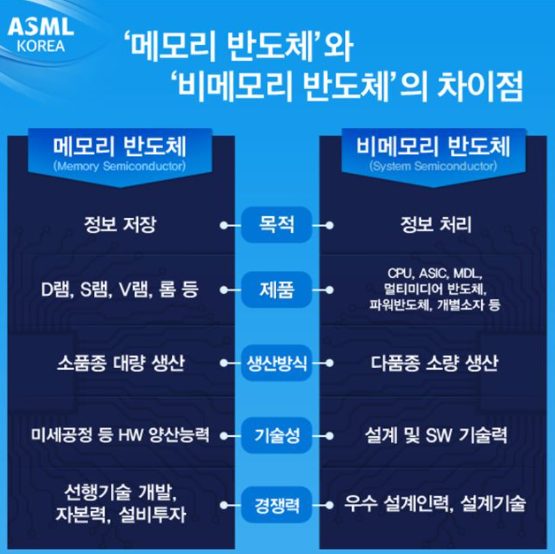 ASML
KOREA
‘메모리 반도체’와
‘비메모리 반도체’의 차이점
메모리 반도체
(Memory Semiconductor)
비메모리 반도체
(System Semiconductor)
정보 저장
목적
정보 처리
D램, S램, V램, 롬 등
제품
CPU, ASIC, MDL,
멀티미디어 반도체,
파워반도체, 개별소자 등
소품종 대량 생산
생산방식
다품종 소량 생산
미세공정 등 HW 양산능력
기술성
설계 및 SW 기술력
선행기술 개발,
자본력, 설비투자
경쟁력
우수 설계인력, 설계기술